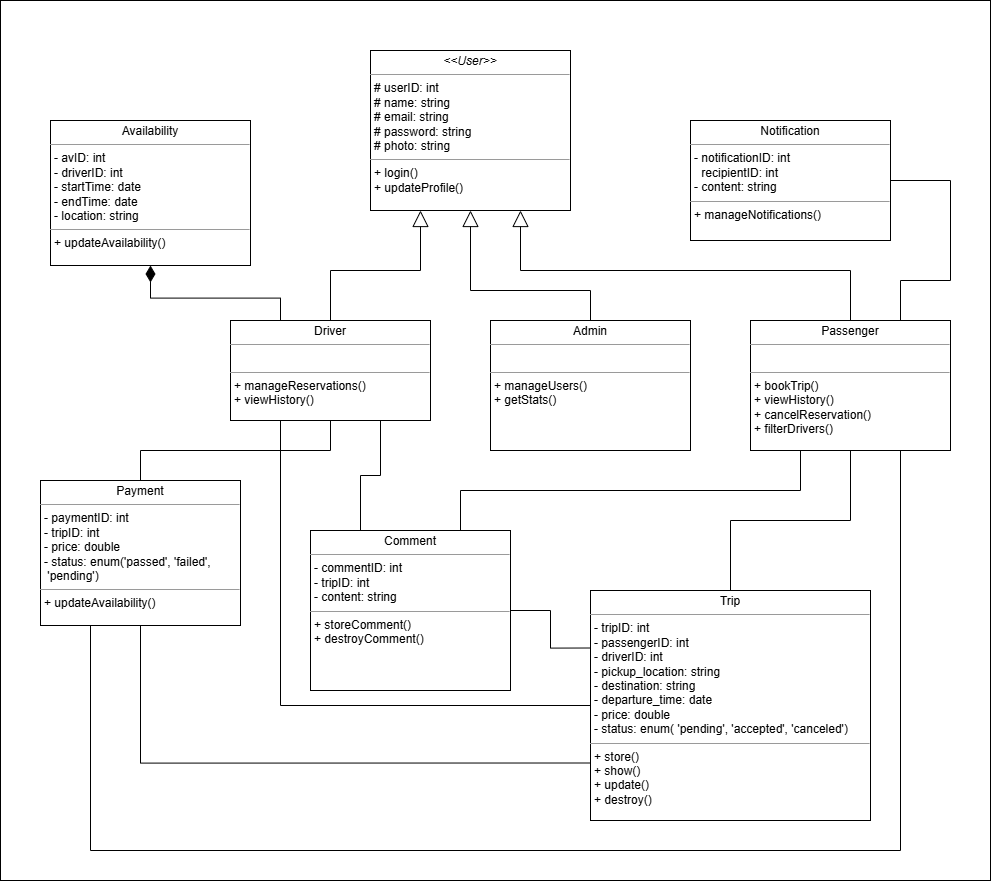 <<User>>
# userID: int
# name: string
# email: string
# password: string
# photo: string
+ login()
+ updateProfile()
Availability
- avID: int
- driverID: int
- startTime: date
- endTime: date
- location: string
+ updateAvailability()
Notification
- notificationID: int
recipientID: int
- content: string
+ manageNotifications()
Driver
+ manageReservations()
+ viewHistory()
Admin
+ manageUsers()
+ getStats()
Passenger
+ bookTrip()
+ viewHistory()
+ cancelReservation()
+ filterDrivers()
Payment
- paymentID: int
- tripID: int
- price: double
- status: enum('passed', 'failed',
'pending')
+ updateAvailability()
Comment
- commentID: int
- tripID: int
- content: string
+ storeComment()
+ destroyComment()
Trip
- tripID: int
- passengerID: int
- driverID: int
- pickup_location: string
- destination: string
- departure_time: date
- price: double
- status: enum( 'pending', 'accepted', 'canceled')
+ store()
+ show()
+ update()
+ destroy()